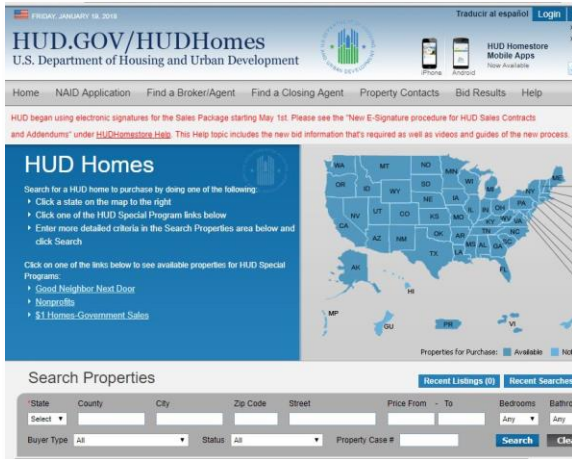 FRIDAY, JANUARY 19, 2018
Traducir al español Login
HUD.GOV/HUDHomes
U.S. Department of Housing and Urban Development
iPhone Android
HUD Homestore
Mobile Apps
Now Available
Home NAID Application Find a Broker/Agent Find a Closing Agent Property Contacts Bid Results Help
HUD began using electronic signatures for the Sales Package starting May 1st. Please see the "New E-Signature procedure for HUD Sales Contracts
and Addendums" under HUDHomestore Help. This Help topic includes the new bid information that's required as well as videos and guides of the new process.
HUD Homes
Search for a HUD home to purchase by doing one of the following:
Click a state on the map to the right
Click one of the HUD Special Program links below
Enter more detailed criteria in the Search Properties area below and
click Search
Click on one of the links below to see available properties for HUD Special
Programs:
Good Neighbor Next Door
Nonprofits
$1 Homes-Government Sales
WA MT ND MN ME
OR ID WY SD WI MI NY
NV UT CO NE IA IL IN OH PA
CA KS MO KY WV VA
AZ NM OK AR TN NC
TX LA MS AL GA SC
AK FL
HI
MP GU PR VI
Properties for Purchase: Available
Search Properties
Recent Listings (0) Recent Searches
*State County City Zip Code Street Price From - To Bedrooms
Select Any Any
Buyer Type All Status All Property Case # Search